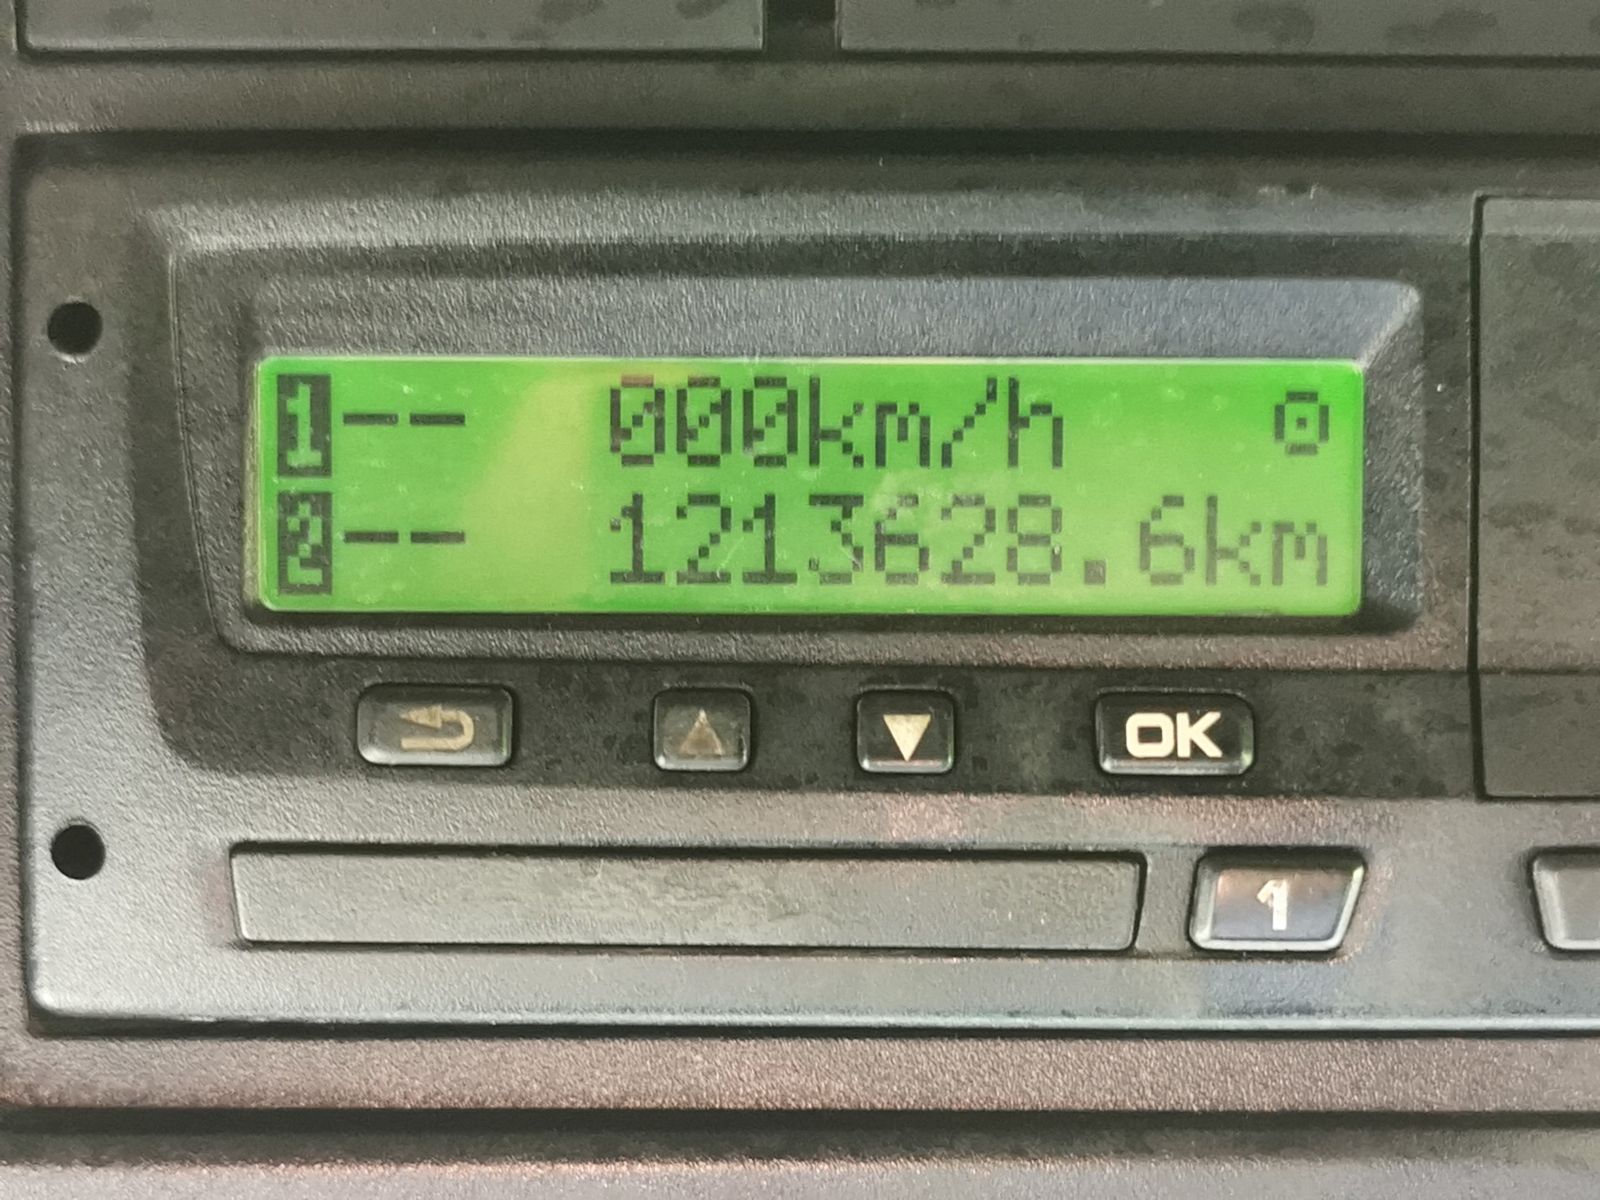 1 -- 000km/h ⊙
2 -- 1213628.6km
OK
1